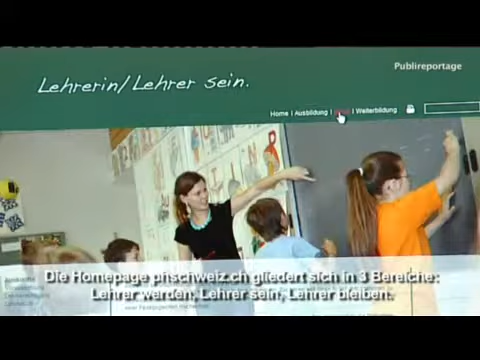 Publireportage
Lehrerin/Lehrer sein.
Home | Ausbildung | | Weiterbildung
Die Homepage phschweiz.ch gliedert sich in 3 Bereiche:
Lehrer werden, Lehrer sein, Lehrer bleiben.